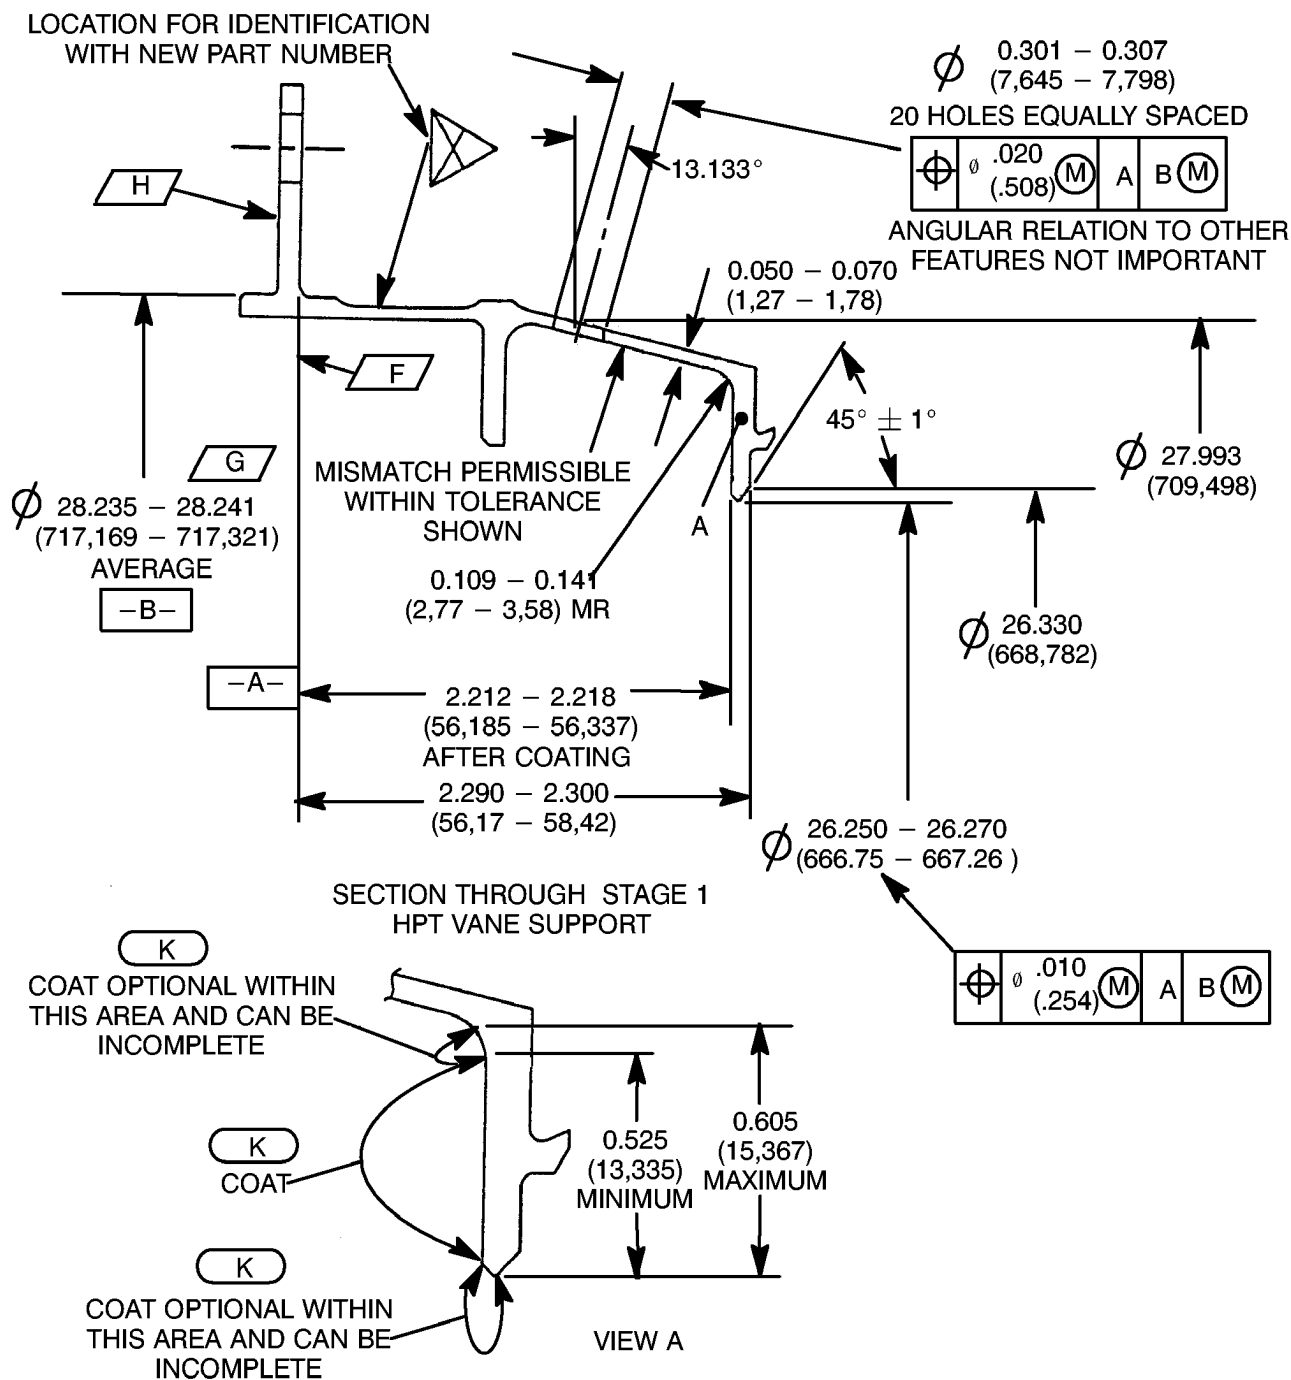 LOCATION FOR IDENTIFICATION
WITH NEW PART NUMBER
0.301 – 0.307
(7,645 – 7,798)
20 HOLES EQUALLY SPACED
⌀ .020
(.508) Ⓜ A B Ⓜ
ANGULAR RELATION TO OTHER
FEATURES NOT IMPORTANT
13.133°
H
0.050 – 0.070
(1,27 – 1,78)
F
45° ± 1°
G
⌀ 27.993
(709,498)
MISMATCH PERMISSIBLE
WITHIN TOLERANCE
SHOWN
A
⌀ 28.235 – 28.241
(717,169 – 717,321)
AVERAGE
–B–
0.109 – 0.141
(2,77 – 3,58) MR
⌀ 26.330
(668,782)
–A–
2.212 – 2.218
(56,185 – 56,337)
AFTER COATING
2.290 – 2.300
(56,17 – 58,42)
⌀ 26.250 – 26.270
(666.75 – 667.26 )
⌀ .010
(.254) Ⓜ A B Ⓜ
SECTION THROUGH STAGE 1
HPT VANE SUPPORT
K
COAT OPTIONAL WITHIN
THIS AREA AND CAN BE
INCOMPLETE
K
COAT
0.525
(13,335)
MINIMUM
0.605
(15,367)
MAXIMUM
K
COAT OPTIONAL WITHIN
THIS AREA AND CAN BE
INCOMPLETE
VIEW A